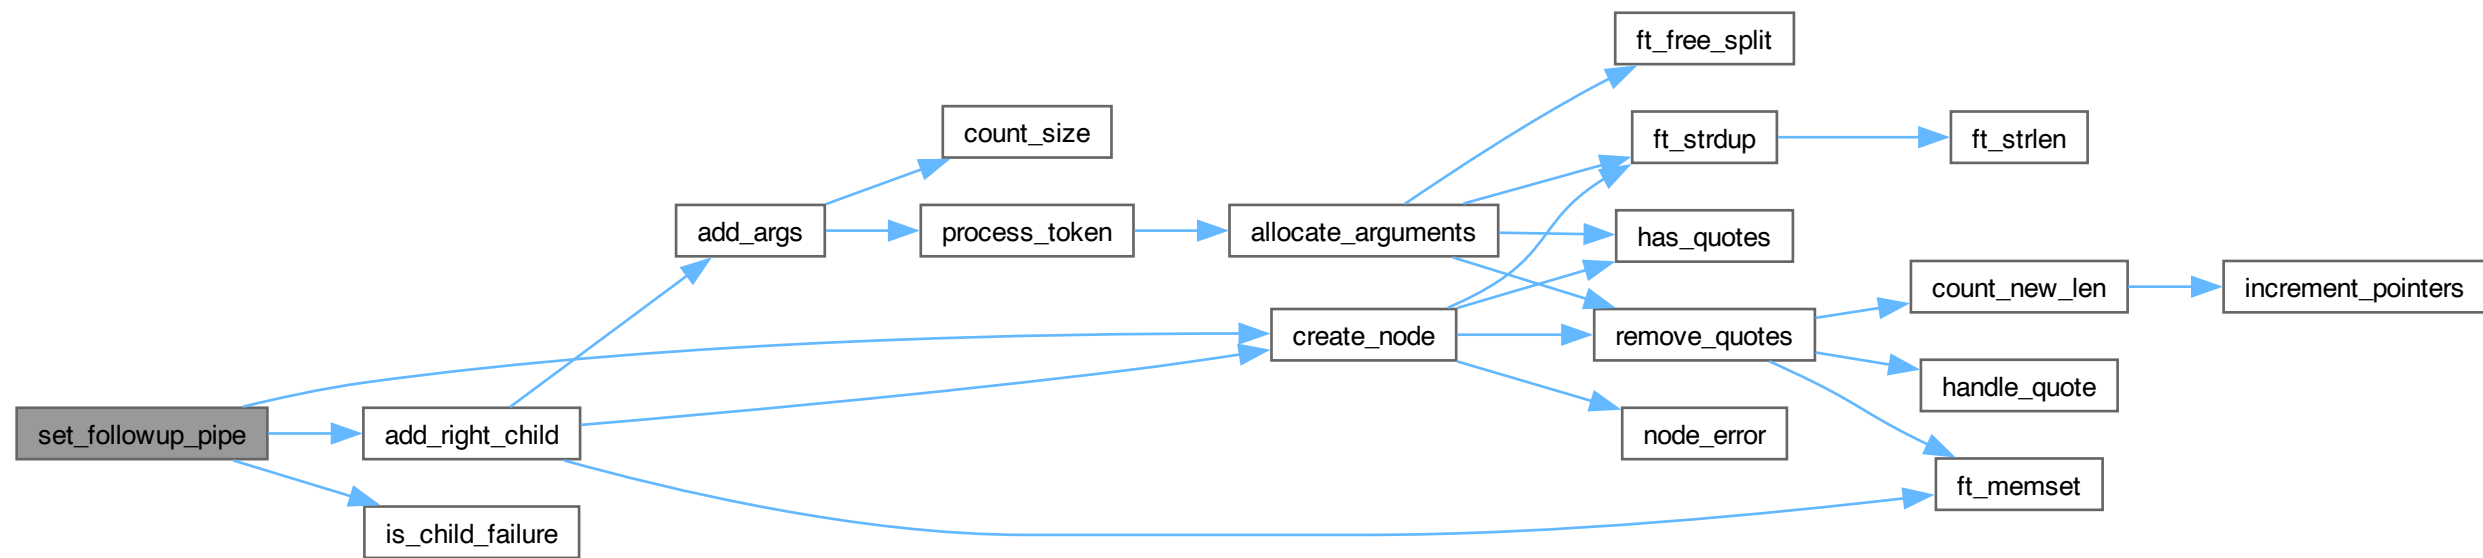 ft_free_split
count_size
ft_strdup
ft_strlen
add_args
process_token
allocate_arguments
has_quotes
count_new_len
increment_pointers
create_node
remove_quotes
handle_quote
set_followup_pipe
add_right_child
node_error
ft_memset
is_child_failure